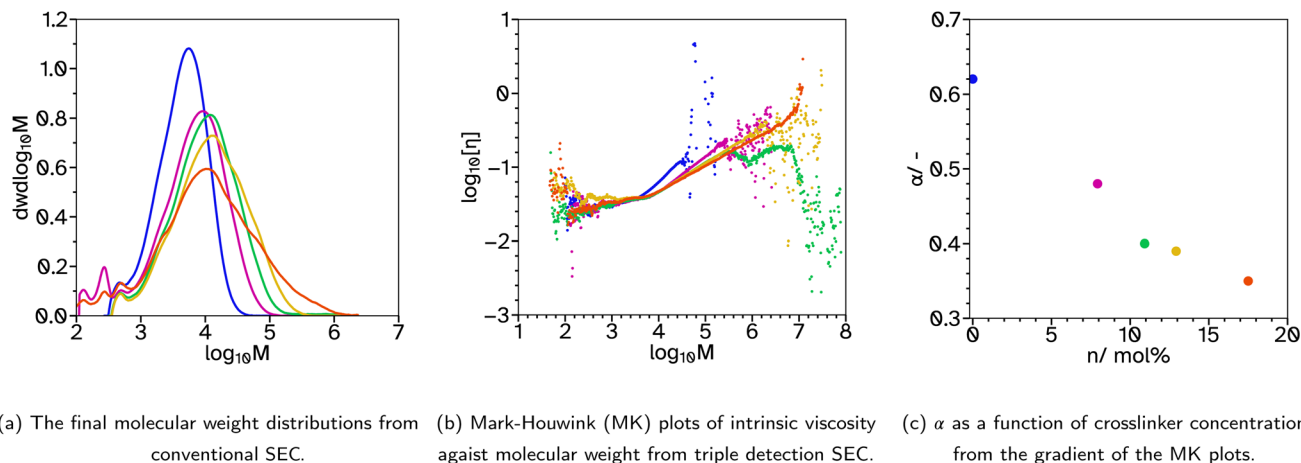 1.2
1.0
0.8
0.6
0.4
0.2
0.0
2 3 4 5 6 7
dwdlog₁₀M
log₁₀M
1
0
−1
−2
−3
1 2 3 4 5 6 7 8
log₁₀[η]
log₁₀M
0.7
0.6
0.5
0.4
0.3
0 5 10 15 20
α/ -
n/ mol%
(a) The final molecular weight distributions from
conventional SEC.
(b) Mark-Houwink (MK) plots of intrinsic viscosity
agaist molecular weight from triple detection SEC.
(c) α as a function of crosslinker concentration
from the gradient of the MK plots.